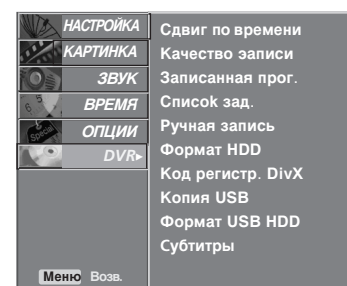 НАСТРОЙКА
КАРТИНКА
ЗВУК
ВРЕМЯ
ОПЦИИ
DVR
Сдвиг по времени
Качество эаписи
Записанная прог.
Список зад.
Ручная запись
Формат HDD
Код регистр. DivX
Копия USB
Формат USB HDD
Субтитры
Меню Возв.